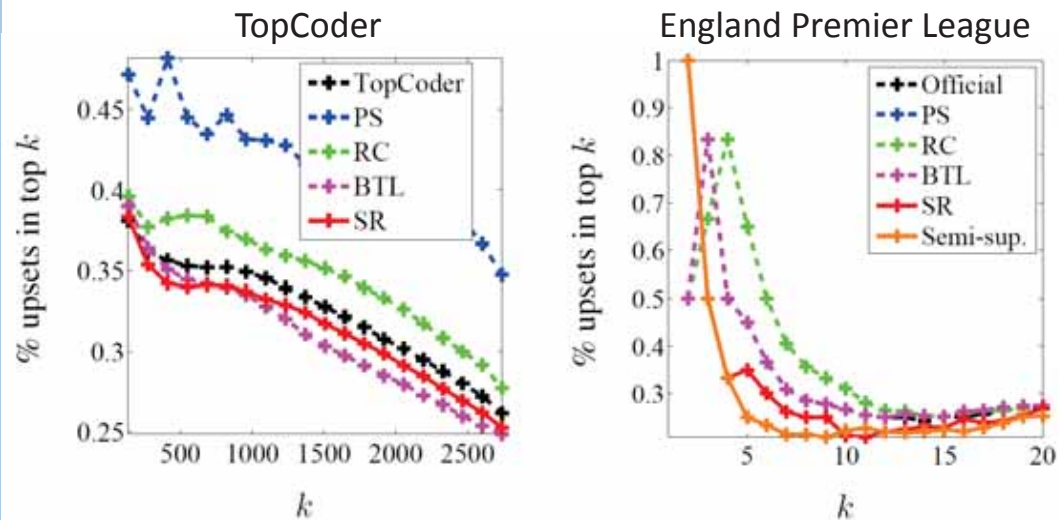 TopCoder
0.45
0.4
0.35
0.3
0.25
% upsets in top k
500 1000 1500 2000 2500
k
TopCoder
PS
RC
BTL
SR
England Premier League
1
0.9
0.8
0.7
0.6
0.5
0.4
0.3
% upsets in top k
5 10 15 20
k
Official
PS
RC
BTL
SR
Semi-sup.